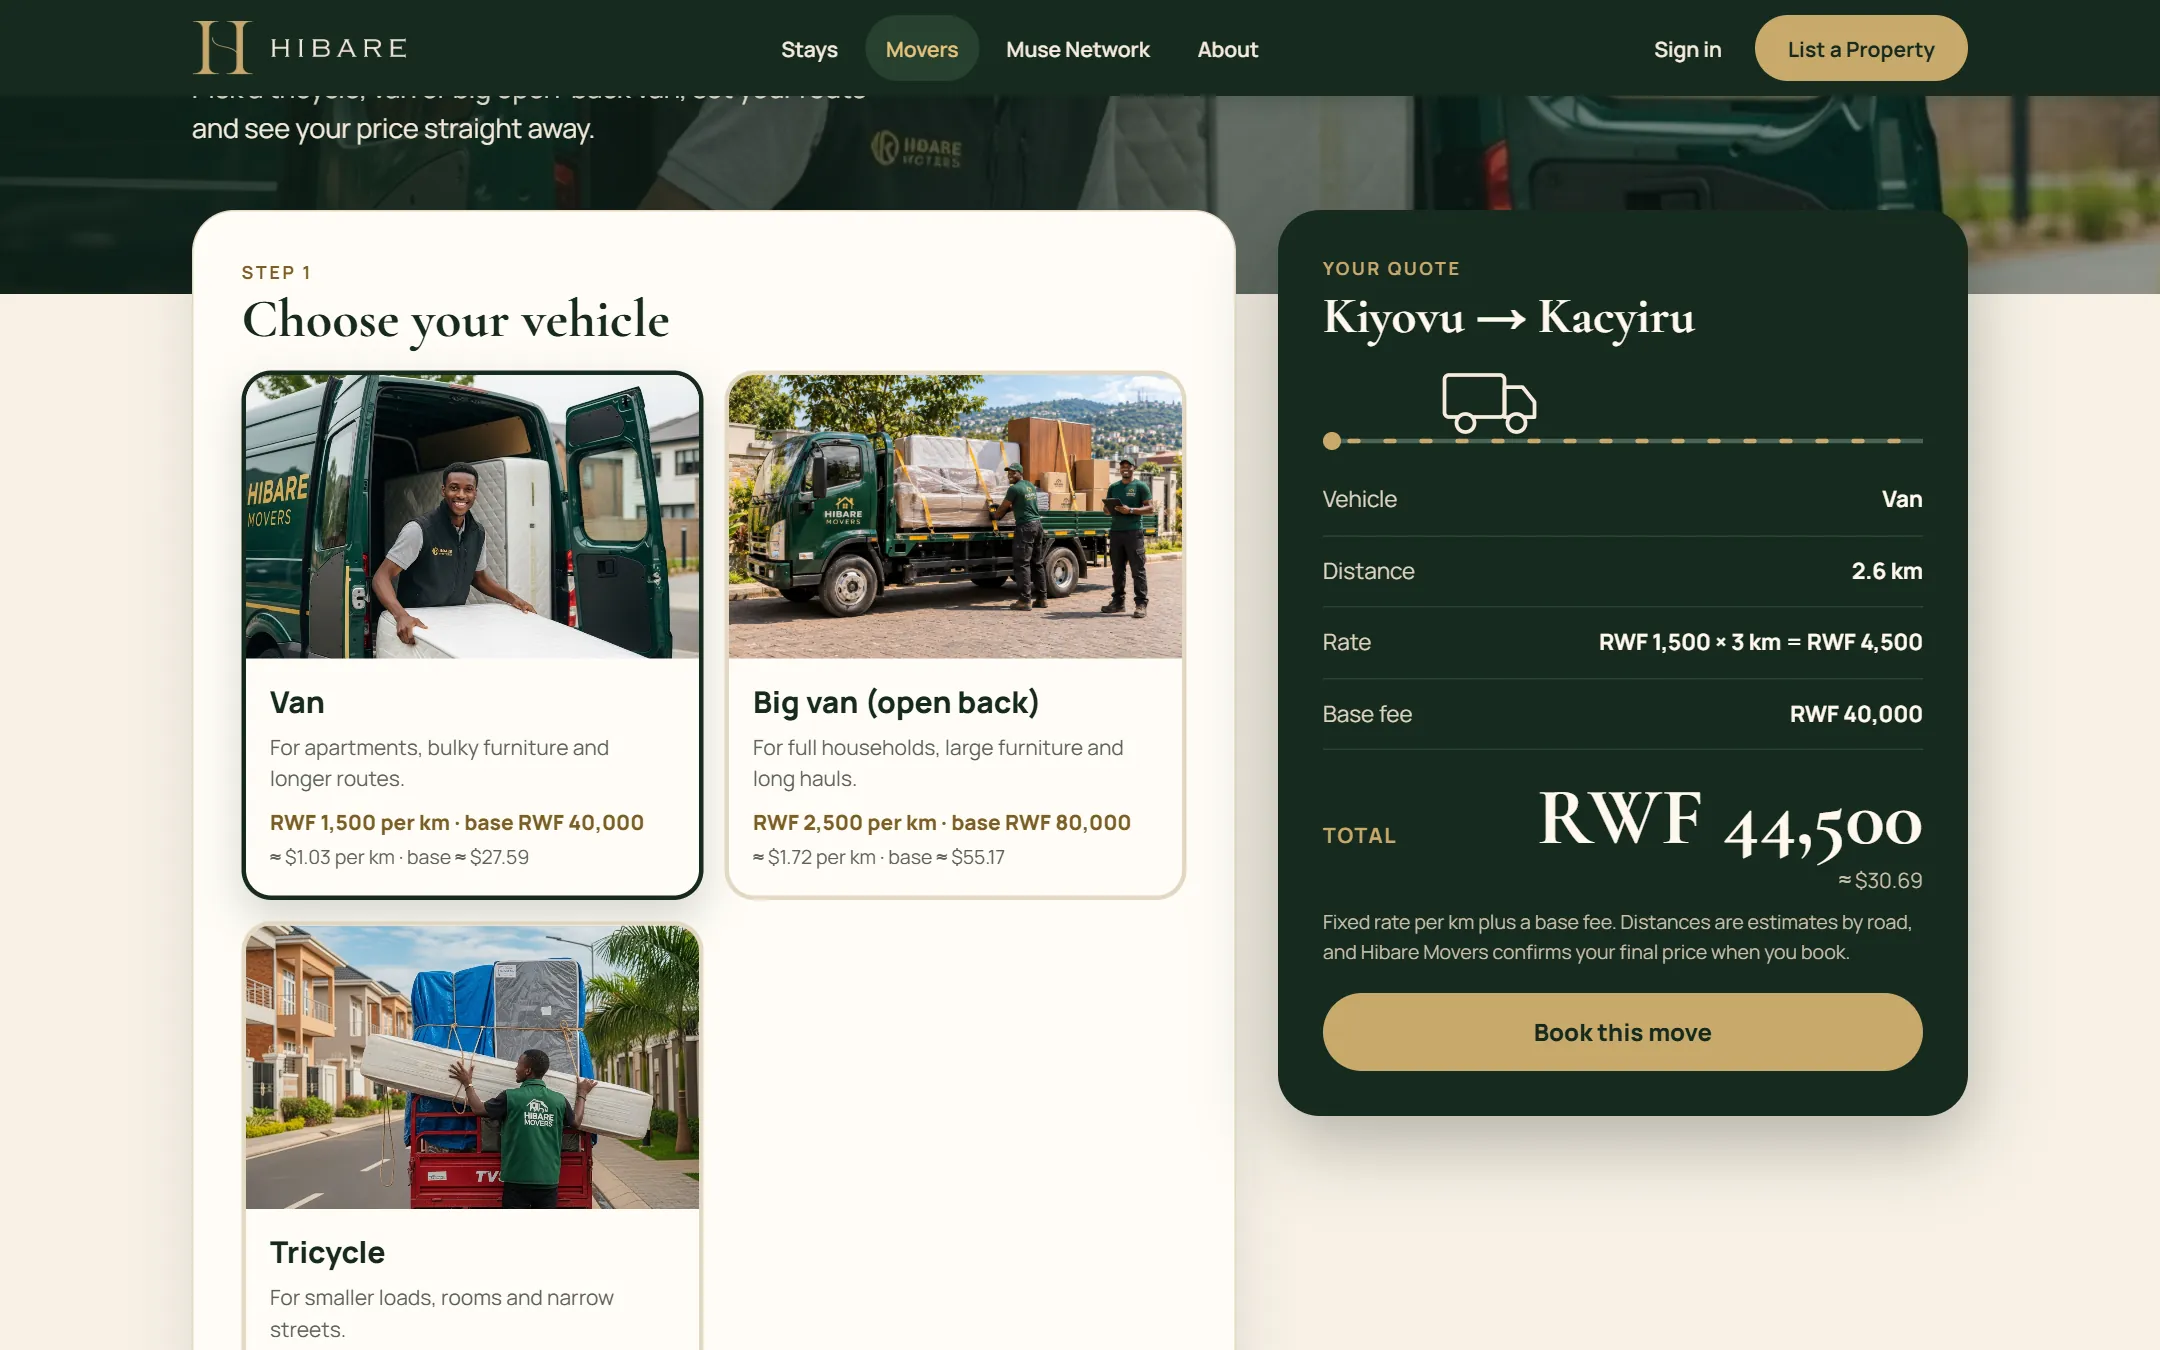 HIBARE
Stays
Movers
Muse Network
About
Sign in
List a Property
and see your price straight away.
STEP 1
Choose your vehicle
HIBARE
MOVERS
Van
For apartments, bulky furniture and
longer routes.
RWF 1,500 per km · base RWF 40,000
≈ $1.03 per km · base ≈ $27.59
HIBARE
MOVERS
Big van (open back)
For full households, large furniture and
long hauls.
RWF 2,500 per km · base RWF 80,000
≈ $1.72 per km · base ≈ $55.17
HIBARE
MOVERS
TVS
Tricycle
For smaller loads, rooms and narrow
streets.
YOUR QUOTE
Kiyovu → Kacyiru
Vehicle
Van
Distance
2.6 km
Rate
RWF 1,500 × 3 km = RWF 4,500
Base fee
RWF 40,000
TOTAL
RWF 44,500
≈ $30.69
Fixed rate per km plus a base fee. Distances are estimates by road,
and Hibare Movers confirms your final price when you book.
Book this move